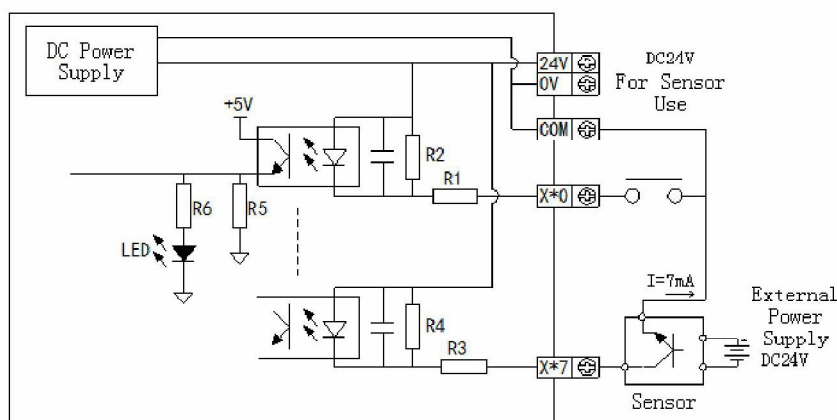 DC Power
Supply
24V
0V
DC24V
For Sensor
Use
+5V
COM
R2
R1
X*0
R6
R5
LED
I=7mA
External
Power
Supply
DC24V
R4
R3
X*7
Sensor